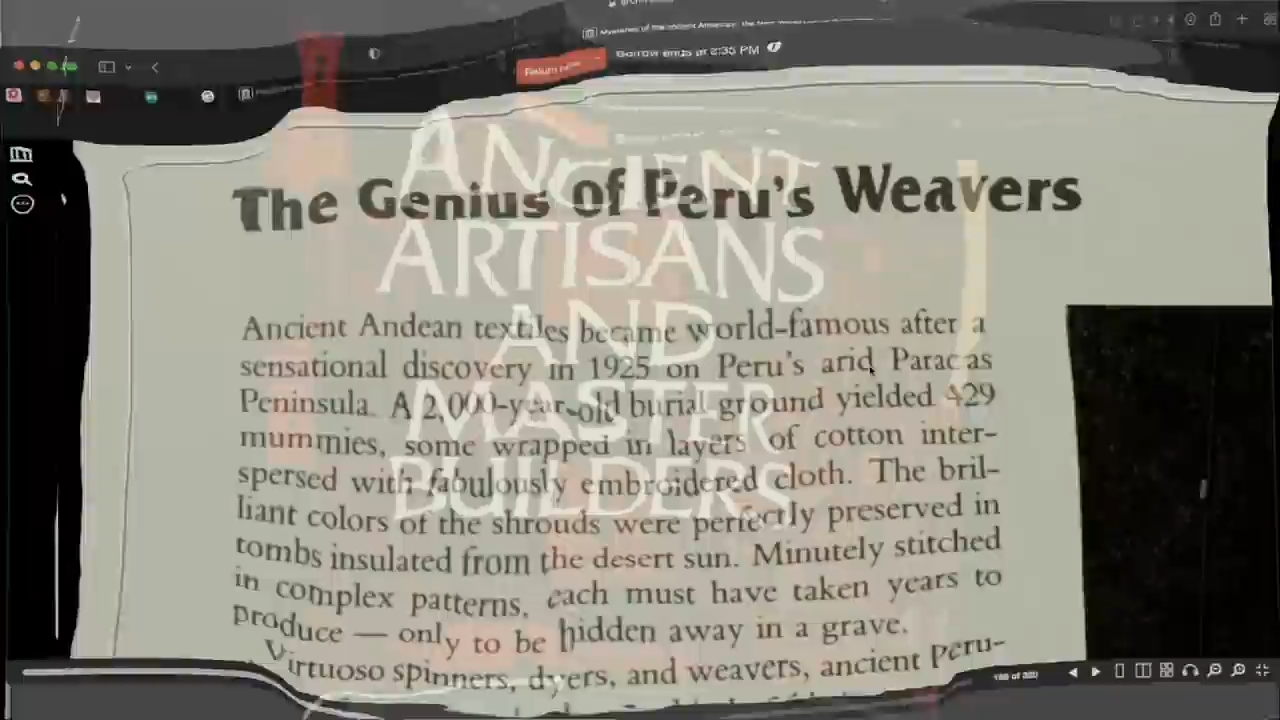 Borrow ends at 2:35 PM
The Genius of Peru's Weavers
ANCIENT
ARTISANS
AND
MASTER
BUILDERS
Ancient Andean textiles became world-famous after a
sensational discovery in 1925 on Peru's arid Paracas
Peninsula. A 2,000-year-old burial ground yielded 429
mummies, some wrapped in layers of cotton inter-
spersed with fabulously embroidered cloth. The bril-
liant colors of the shrouds were perfectly preserved in
tombs insulated from the desert sun. Minutely stitched
in complex patterns, each must have taken years to
produce — only to be hidden away in a grave.
Virtuoso spinners, dyers, and weavers, ancient Peru-